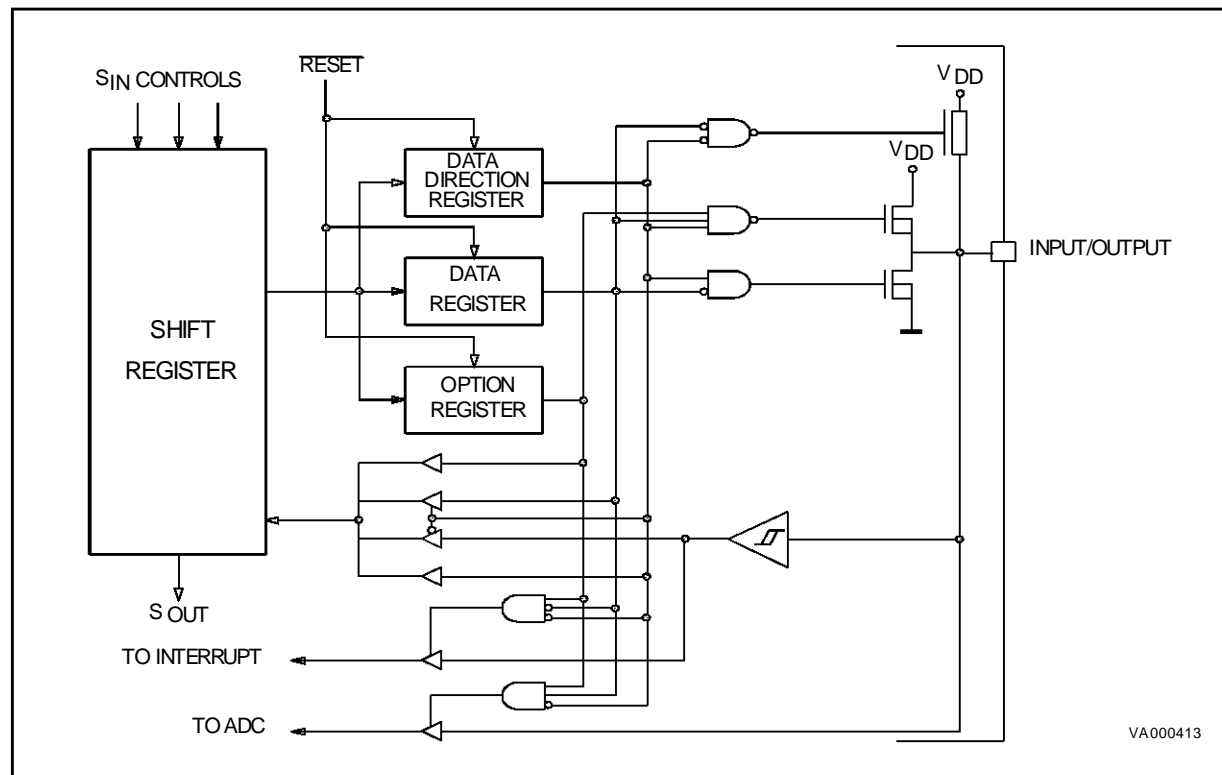 SIN CONTROLS
RESET
SHIFT
REGISTER
DATA
DIRECTION
REGISTER
DATA
REGISTER
OPTION
REGISTER
VDD
VDD
INPUT/OUTPUT
SOUT
TO INTERRUPT
TO ADC
VA000413